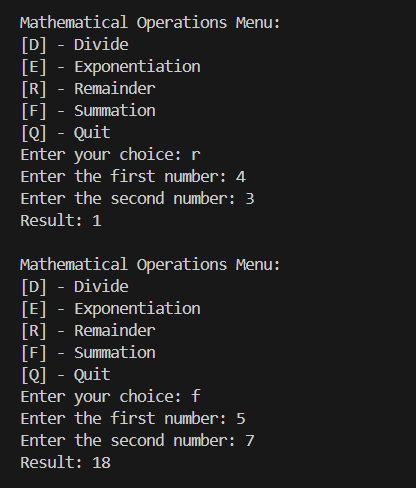 Mathematical Operations Menu:
[D] - Divide
[E] - Exponentiation
[R] - Remainder
[F] - Summation
[Q] - Quit
Enter your choice: r
Enter the first number: 4
Enter the second number: 3
Result: 1

Mathematical Operations Menu:
[D] - Divide
[E] - Exponentiation
[R] - Remainder
[F] - Summation
[Q] - Quit
Enter your choice: f
Enter the first number: 5
Enter the second number: 7
Result: 18